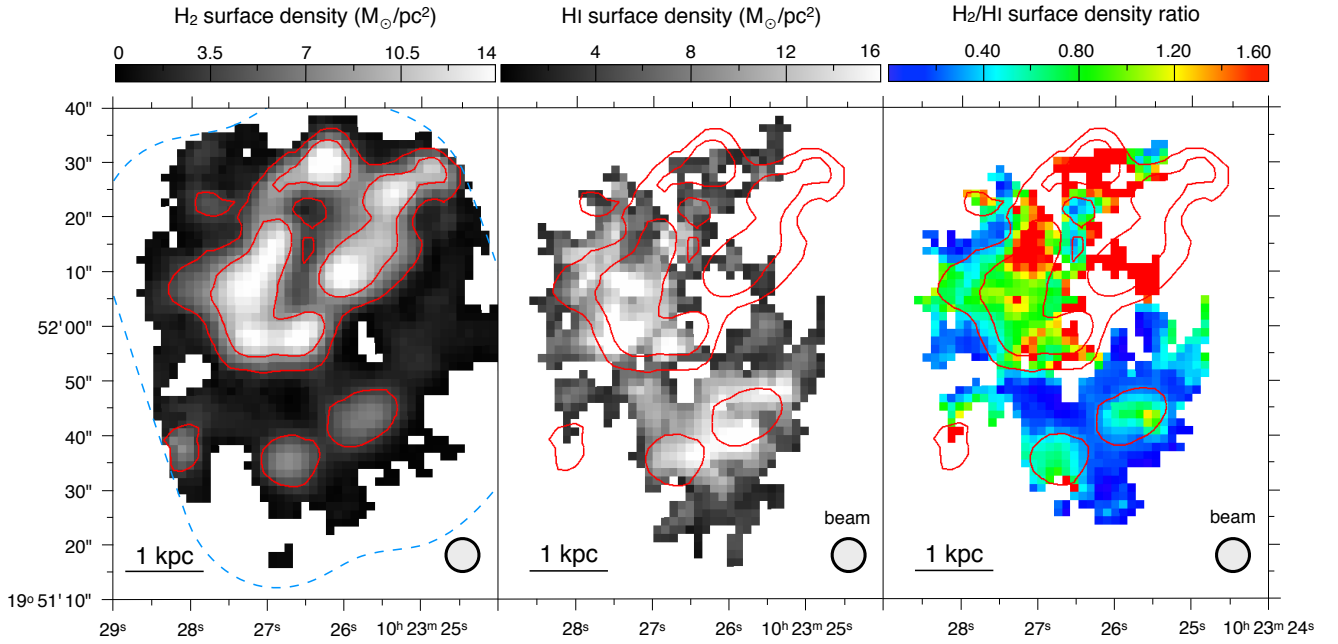 H₂ surface density (M☉/pc²) HI surface density (M☉/pc²) H₂/HI surface density ratio
0 3.5 7 10.5 14 4 8 12 16 0.40 0.80 1.20 1.60
40"
30"
20"
10"
52' 00"
50"
40"
30"
beam beam
20"
1 kpc 1 kpc 1 kpc
19° 51' 10"
29ˢ 28ˢ 27ˢ 26ˢ 10ʰ 23ᵐ 25ˢ 28ˢ 27ˢ 26ˢ 10ʰ 23ᵐ 25ˢ 28ˢ 27ˢ 26ˢ 25ˢ 10ʰ 23ᵐ 24ˢ